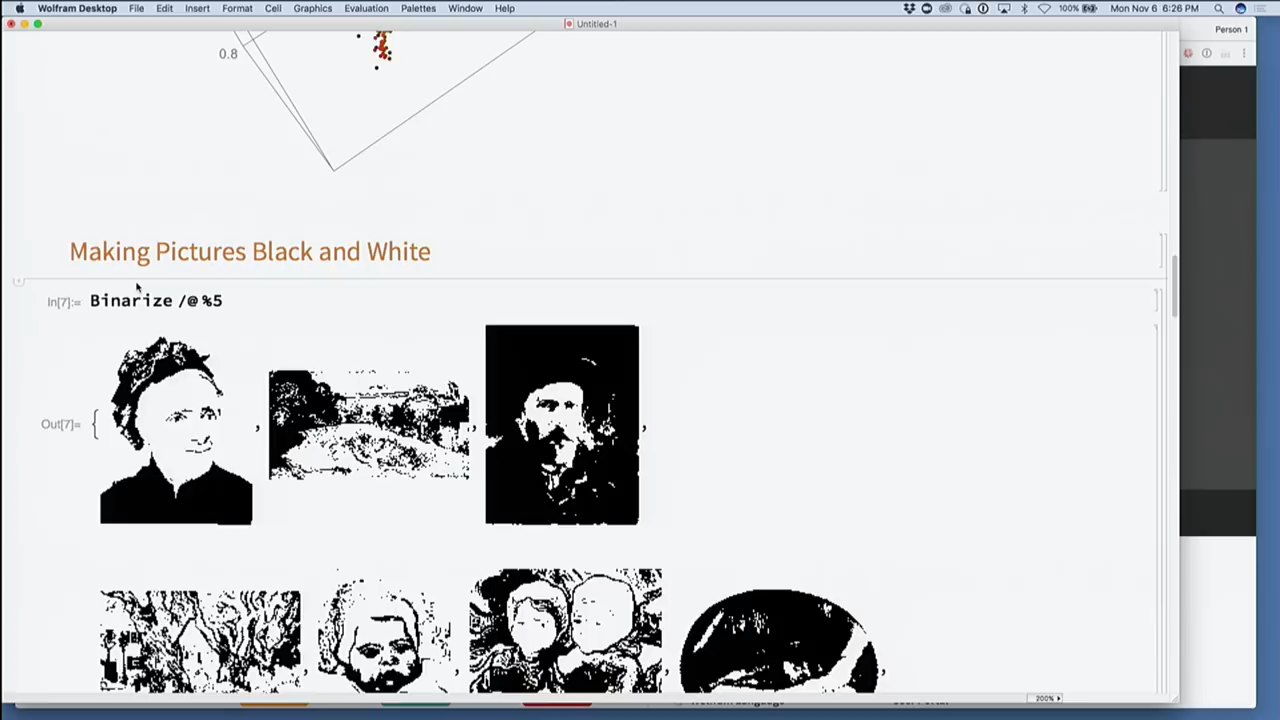 Wolfram Desktop File Edit Insert Format Cell Graphics Evaluation Palettes Window Help 100% Mon Nov 6 6:26 PM
Untitled-1
Person 1
0.8
Making Pictures Black and White
In[7]:= Binarize /@ %5
Out[7]= { , , ,
, , , ,
200%